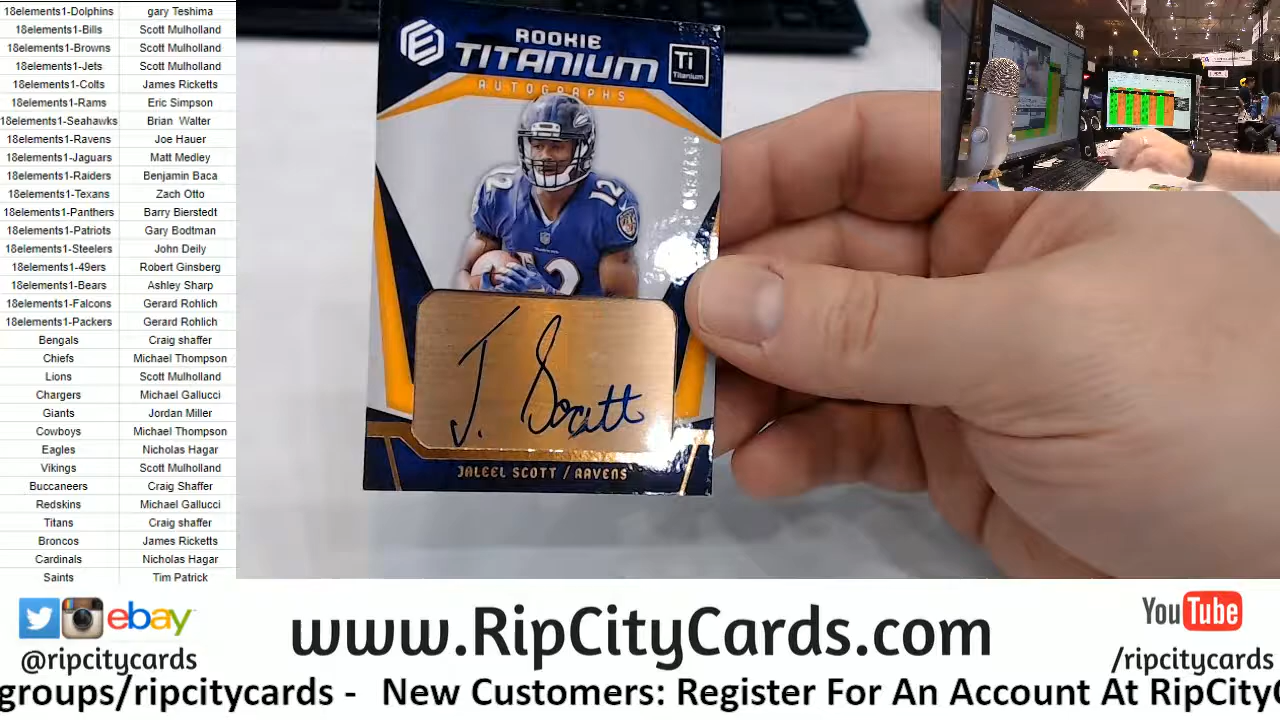 18elements1-Dolphins gary Teshima
18elements1-Bills Scott Mulholland
18elements1-Browns Scott Mulholland
18elements1-Jets Scott Mulholland
18elements1-Colts James Ricketts
18elements1-Rams Eric Simpson
18elements1-Seahawks Brian Walter
18elements1-Ravens Joe Hauer
18elements1-Jaguars Matt Medley
18elements1-Raiders Benjamin Baca
18elements1-Texans Zach Otto
18elements1-Panthers Barry Bierstedt
18elements1-Patriots Gary Bodtman
18elements1-Steelers John Deily
18elements1-49ers Robert Ginsberg
18elements1-Bears Ashley Sharp
18elements1-Falcons Gerard Rohlich
18elements1-Packers Gerard Rohlich
Bengals Craig shaffer
Chiefs Michael Thompson
Lions Scott Mulholland
Chargers Michael Gallucci
Giants Jordan Miller
Cowboys Michael Thompson
Eagles Nicholas Hagar
Vikings Scott Mulholland
Buccaneers Craig Shaffer
Redskins Michael Gallucci
Titans Craig shaffer
Broncos James Ricketts
Cardinals Nicholas Hagar
Saints Tim Patrick
E ROOKIE
TITANIUM
Ti
Titanium
AUTOGRAPHS
12
12
12
J. Scott
JALEEL SCOTT / RAVENS
ebay
@ripcitycards
www.RipCityCards.com
YouTube
/ripcitycards
groups/ripcitycards - New Customers: Register For An Account At RipCityC